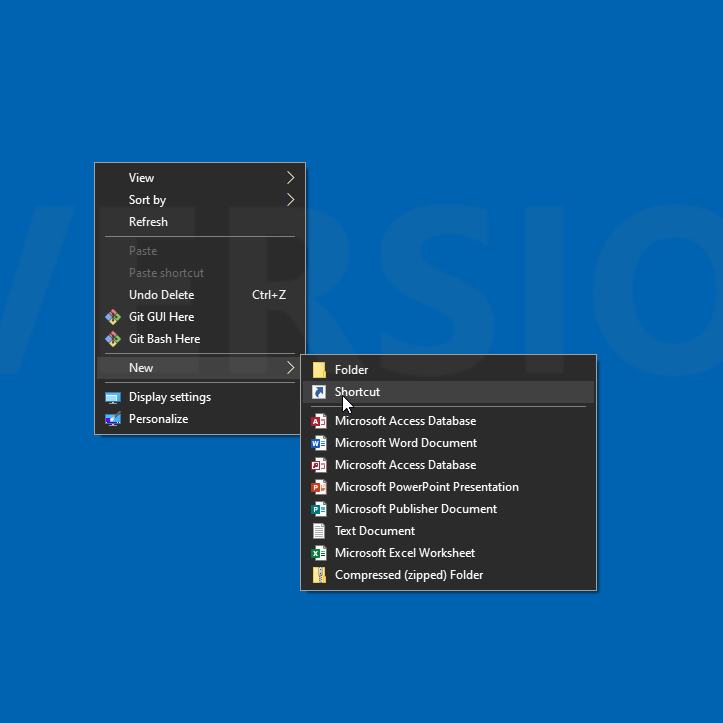 VERSIO
View
Sort by
Refresh
Paste
Paste shortcut
Undo Delete Ctrl+Z
Git GUI Here
Git Bash Here
New
Display settings
Personalize
Folder
Shortcut
Microsoft Access Database
Microsoft Word Document
Microsoft Access Database
Microsoft PowerPoint Presentation
Microsoft Publisher Document
Text Document
Microsoft Excel Worksheet
Compressed (zipped) Folder